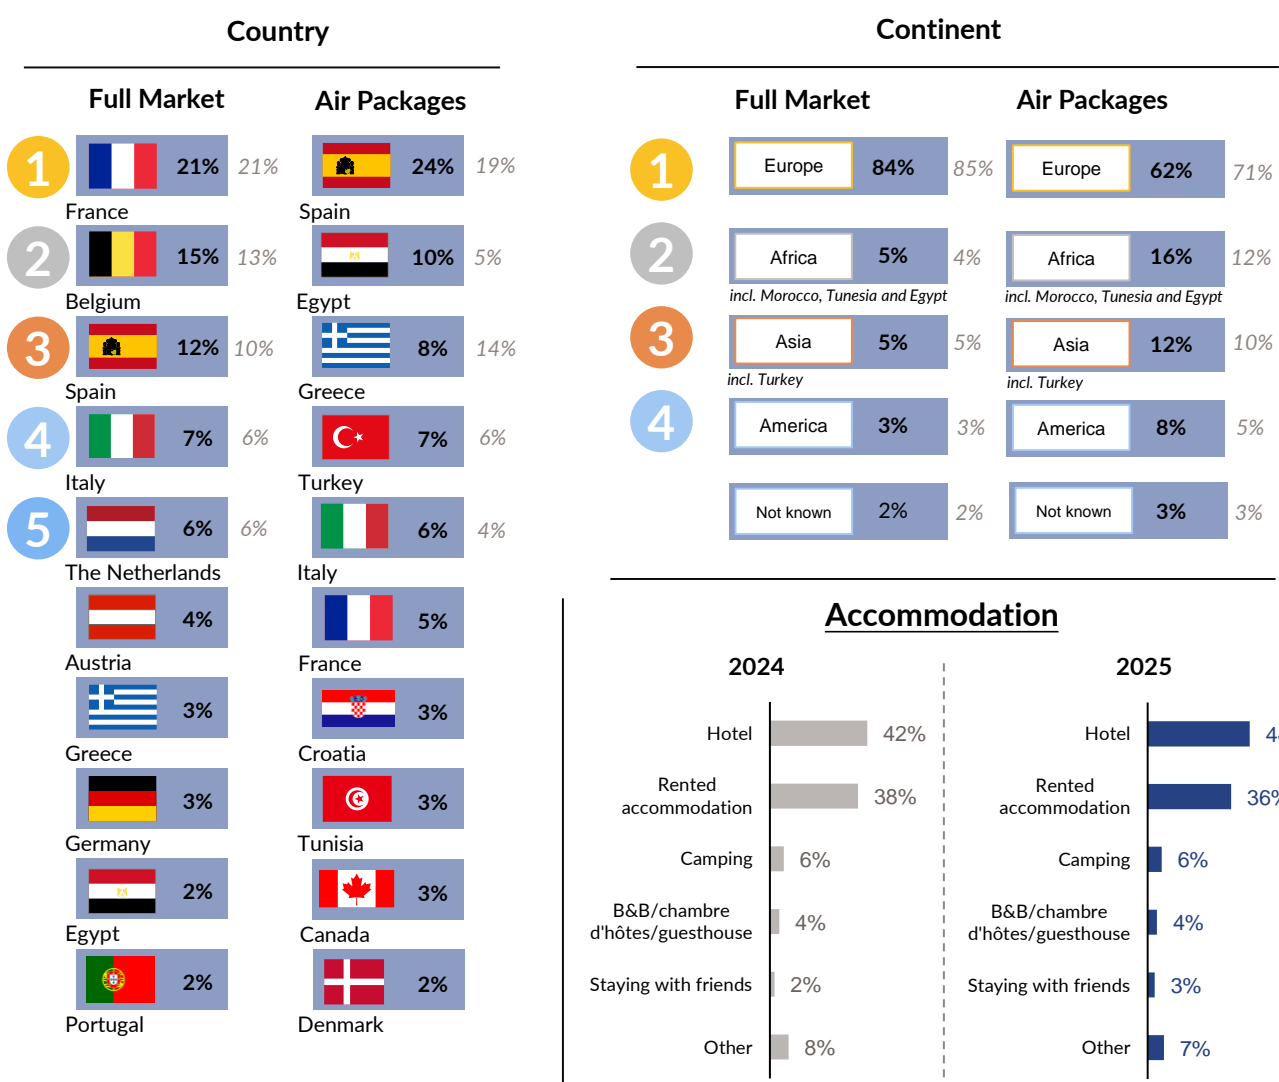 Country
Full Market
Air Packages
1
21%
21%
24%
19%
France
Spain
2
15%
13%
10%
5%
Belgium
Egypt
3
12%
10%
8%
14%
Spain
Greece
4
7%
6%
7%
6%
Italy
Turkey
5
6%
6%
6%
4%
The Netherlands
Italy
4%
5%
Austria
France
3%
3%
Greece
Croatia
3%
3%
Germany
Tunisia
2%
3%
Egypt
Canada
2%
2%
Portugal
Denmark
Continent
Full Market
Air Packages
1
Europe
84%
85%
Europe
62%
71%
2
Africa
5%
4%
Africa
16%
12%
incl. Morocco, Tunesia and Egypt
incl. Morocco, Tunesia and Egypt
3
Asia
5%
5%
Asia
12%
10%
incl. Turkey
incl. Turkey
4
America
3%
3%
America
8%
5%
Not known
2%
2%
Not known
3%
3%
Accommodation
2024
Hotel
42%
Rented
accommodation
38%
Camping
6%
B&B/chambre
d'hôtes/guesthouse
4%
Staying with friends
2%
Other
8%
2025
Hotel
Rented
accommodation
36%
Camping
6%
B&B/chambre
d'hôtes/guesthouse
4%
Staying with friends
3%
Other
7%